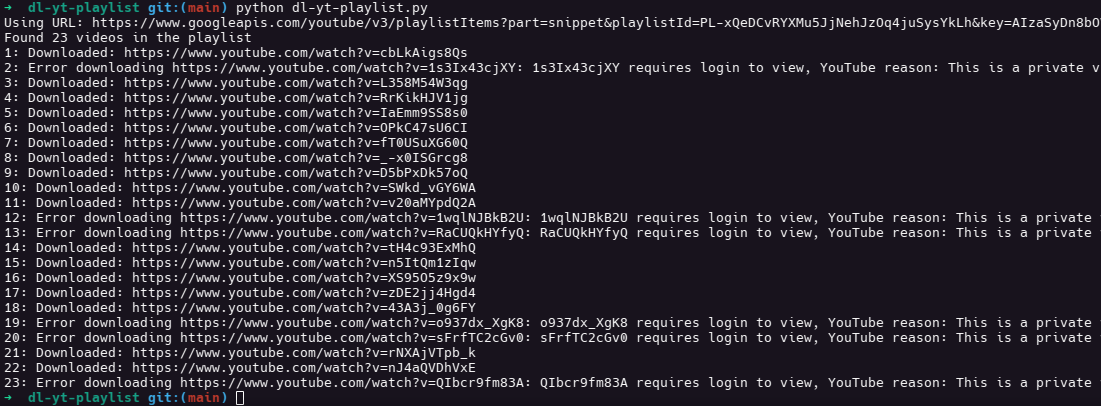 ➜ dl-yt-playlist git:(main) python dl-yt-playlist.py
Using URL: https://www.googleapis.com/youtube/v3/playlistItems?part=snippet&playlistId=PL-xQeDCvRYXMu5JjNehJzOq4juSysYkLh&key=AIzaSyDn8bO
Found 23 videos in the playlist
1: Downloaded: https://www.youtube.com/watch?v=cbLkAigs8Qs
2: Error downloading https://www.youtube.com/watch?v=1s3Ix43cjXY: 1s3Ix43cjXY requires login to view, YouTube reason: This is a private v
3: Downloaded: https://www.youtube.com/watch?v=L358M54W3qg
4: Downloaded: https://www.youtube.com/watch?v=RrKikHJV1jg
5: Downloaded: https://www.youtube.com/watch?v=IaEmm9SS8s0
6: Downloaded: https://www.youtube.com/watch?v=OPkC47sU6CI
7: Downloaded: https://www.youtube.com/watch?v=fT0USuXG60Q
8: Downloaded: https://www.youtube.com/watch?v=_-x0ISGrcg8
9: Downloaded: https://www.youtube.com/watch?v=D5bPxDk57oQ
10: Downloaded: https://www.youtube.com/watch?v=SWkd_vGY6WA
11: Downloaded: https://www.youtube.com/watch?v=v20aMYpdQ2A
12: Error downloading https://www.youtube.com/watch?v=1wqlNJBkB2U: 1wqlNJBkB2U requires login to view, YouTube reason: This is a private
13: Error downloading https://www.youtube.com/watch?v=RaCUQkHYfyQ: RaCUQkHYfyQ requires login to view, YouTube reason: This is a private
14: Downloaded: https://www.youtube.com/watch?v=tH4c93ExMhQ
15: Downloaded: https://www.youtube.com/watch?v=n5ItQm1zIqw
16: Downloaded: https://www.youtube.com/watch?v=XS95O5z9x9w
17: Downloaded: https://www.youtube.com/watch?v=zDE2jj4Hgd4
18: Downloaded: https://www.youtube.com/watch?v=43A3j_0g6FY
19: Error downloading https://www.youtube.com/watch?v=o937dx_XgK8: o937dx_XgK8 requires login to view, YouTube reason: This is a private
20: Error downloading https://www.youtube.com/watch?v=sFrfTC2cGv0: sFrfTC2cGv0 requires login to view, YouTube reason: This is a private
21: Downloaded: https://www.youtube.com/watch?v=rNXAjVTpb_k
22: Downloaded: https://www.youtube.com/watch?v=nJ4aQVDhVxE
23: Error downloading https://www.youtube.com/watch?v=QIbcr9fm83A: QIbcr9fm83A requires login to view, YouTube reason: This is a private
➜ dl-yt-playlist git:(main)